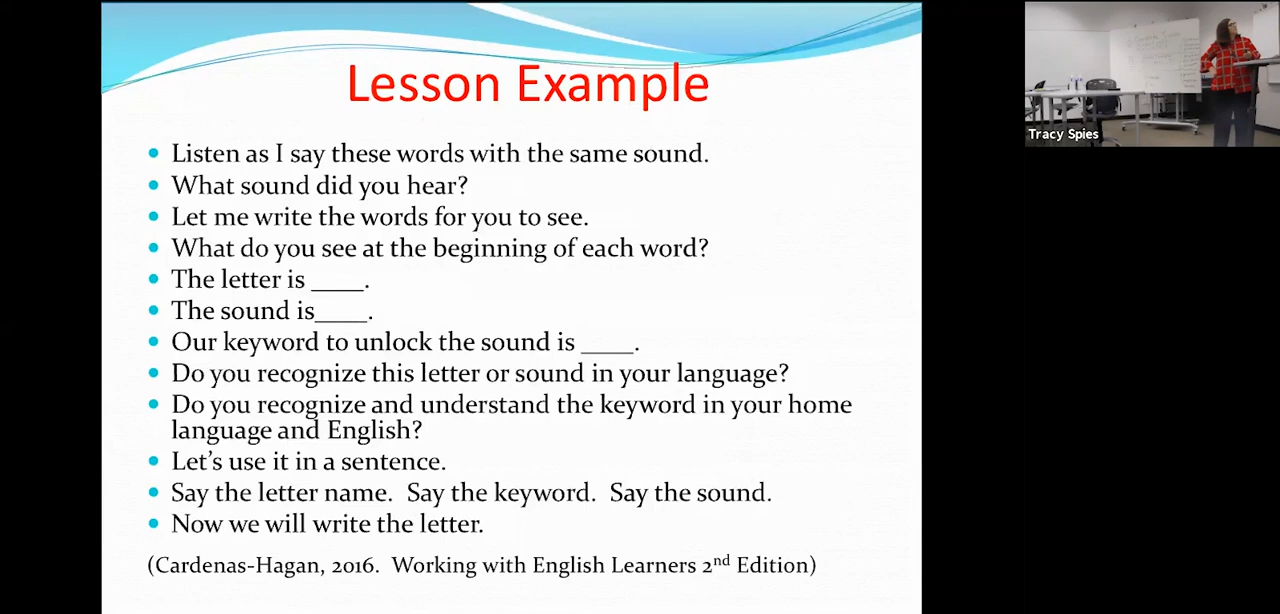 Lesson Example
Listen as I say these words with the same sound.
What sound did you hear?
Let me write the words for you to see.
What do you see at the beginning of each word?
The letter is ____.
The sound is____.
Our keyword to unlock the sound is ____.
Do you recognize this letter or sound in your language?
Do you recognize and understand the keyword in your home
language and English?
Let's use it in a sentence.
Say the letter name.  Say the keyword.  Say the sound.
Now we will write the letter.
(Cardenas-Hagan, 2016.  Working with English Learners 2nd Edition)
Tracy Spies